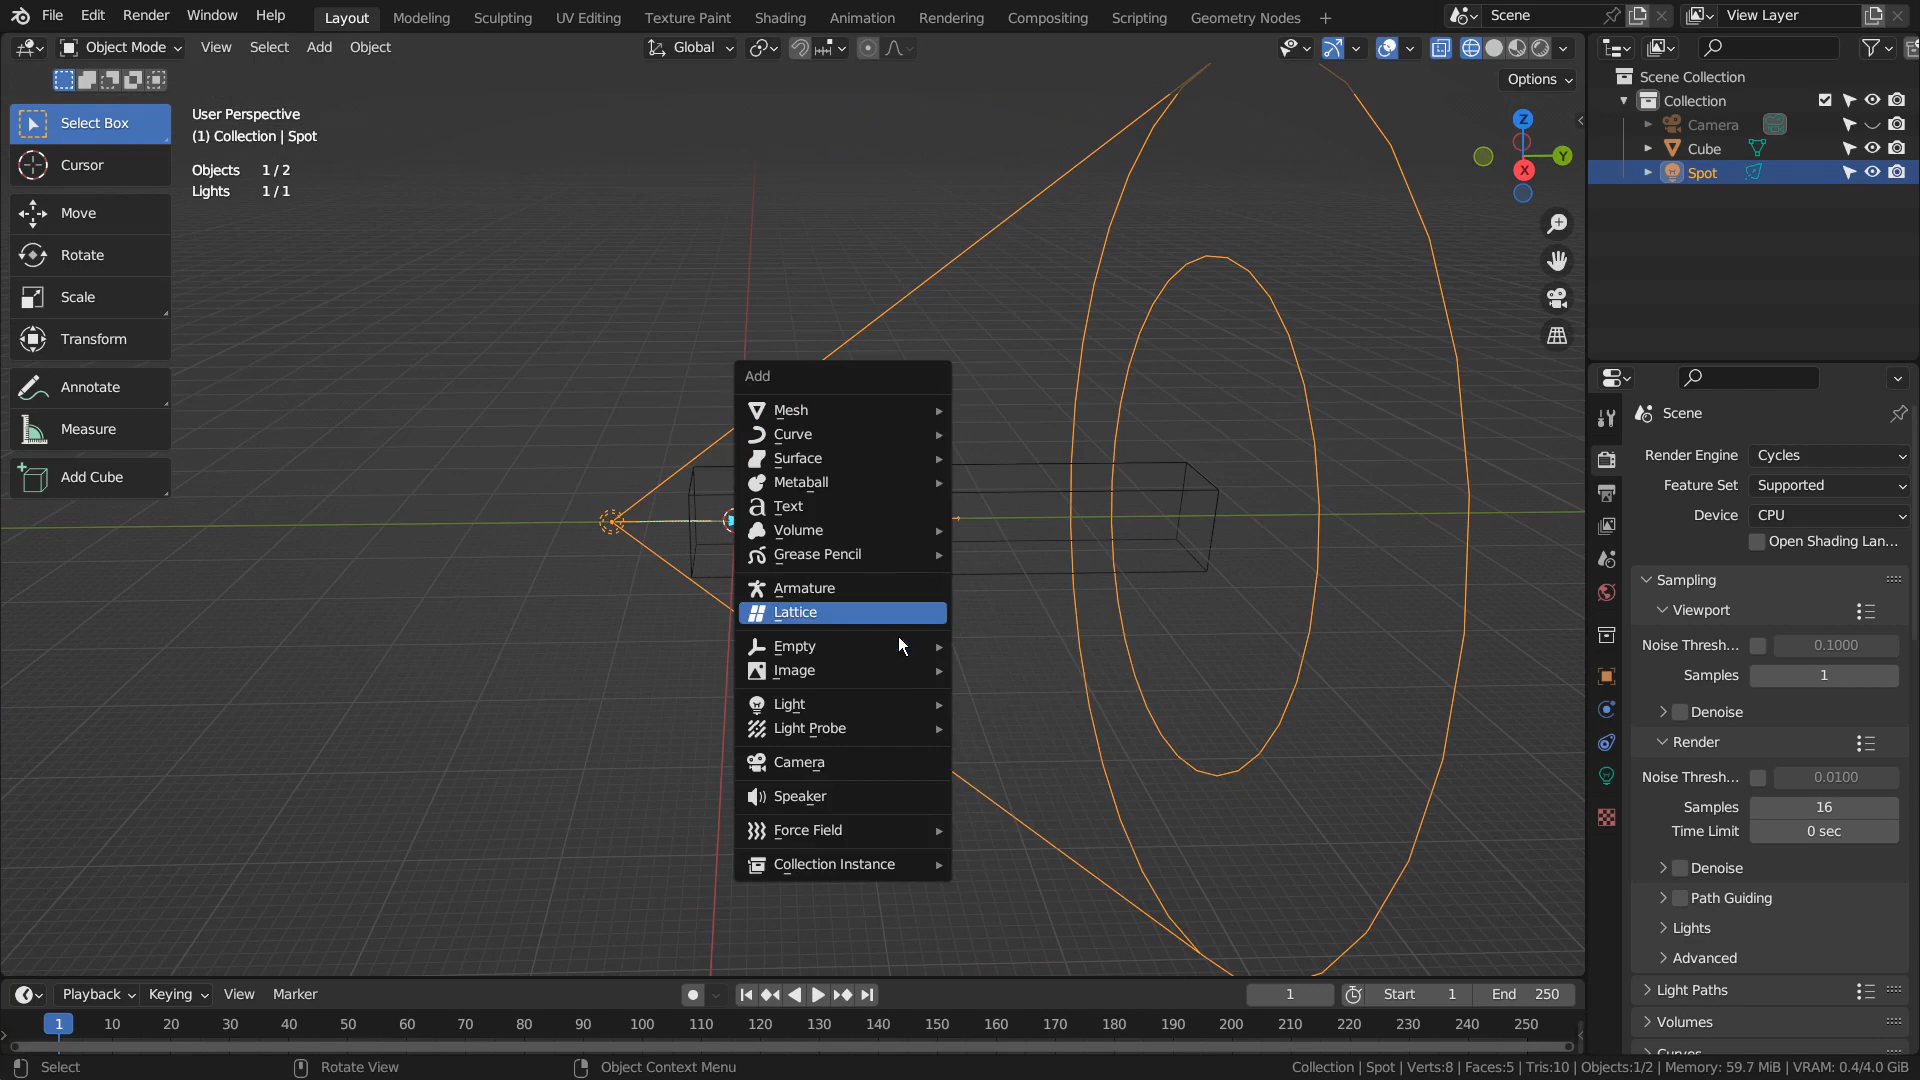 File Edit Render Window Help Layout Modeling Sculpting UV Editing Texture Paint Shading Animation Rendering Compositing Scripting Geometry Nodes + Scene View Layer
Object Mode View Select Add Object Global
Options
Select Box
Cursor
Move
Rotate
Scale
Transform
Annotate
Measure
Add Cube
User Perspective
(1) Collection | Spot
Objects 1 / 2
Lights 1 / 1
Z
Y
X
Add
Mesh
Curve
Surface
Metaball
Text
Volume
Grease Pencil
Armature
Lattice
Empty
Image
Light
Light Probe
Camera
Speaker
Force Field
Collection Instance
Scene Collection
Collection
Camera
Cube
Spot
Scene
Render Engine Cycles
Feature Set Supported
Device CPU
Open Shading Lan...
Sampling
Viewport
Noise Thresh... 0.1000
Samples 1
Denoise
Render
Noise Thresh... 0.0100
Samples 16
Time Limit 0 sec
Denoise
Path Guiding
Lights
Advanced
Light Paths
Volumes
Curves
Playback Keying View Marker 1 Start 1 End 250
1 10 20 30 40 50 60 70 80 90 100 110 120 130 140 150 160 170 180 190 200 210 220 230 240 250
Select Rotate View Object Context Menu Collection | Spot | Verts:8 | Faces:5 | Tris:10 | Objects:1/2 | Memory: 59.7 MiB | VRAM: 0.4/4.0 GiB